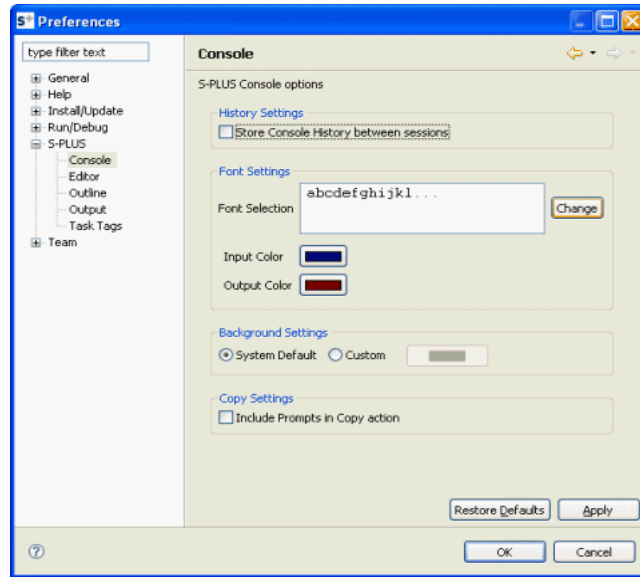 S+ Preferences
type filter text
General
Help
Install/Update
Run/Debug
S-PLUS
Console
Editor
Outline
Output
Task Tags
Team
Console
S-PLUS Console options
History Settings
Store Console History between sessions
Font Settings
Font Selection
abcdefghijkl...
Change
Input Color
Output Color
Background Settings
System Default
Custom
Copy Settings
Include Prompts in Copy action
Restore Defaults
Apply
?
OK
Cancel